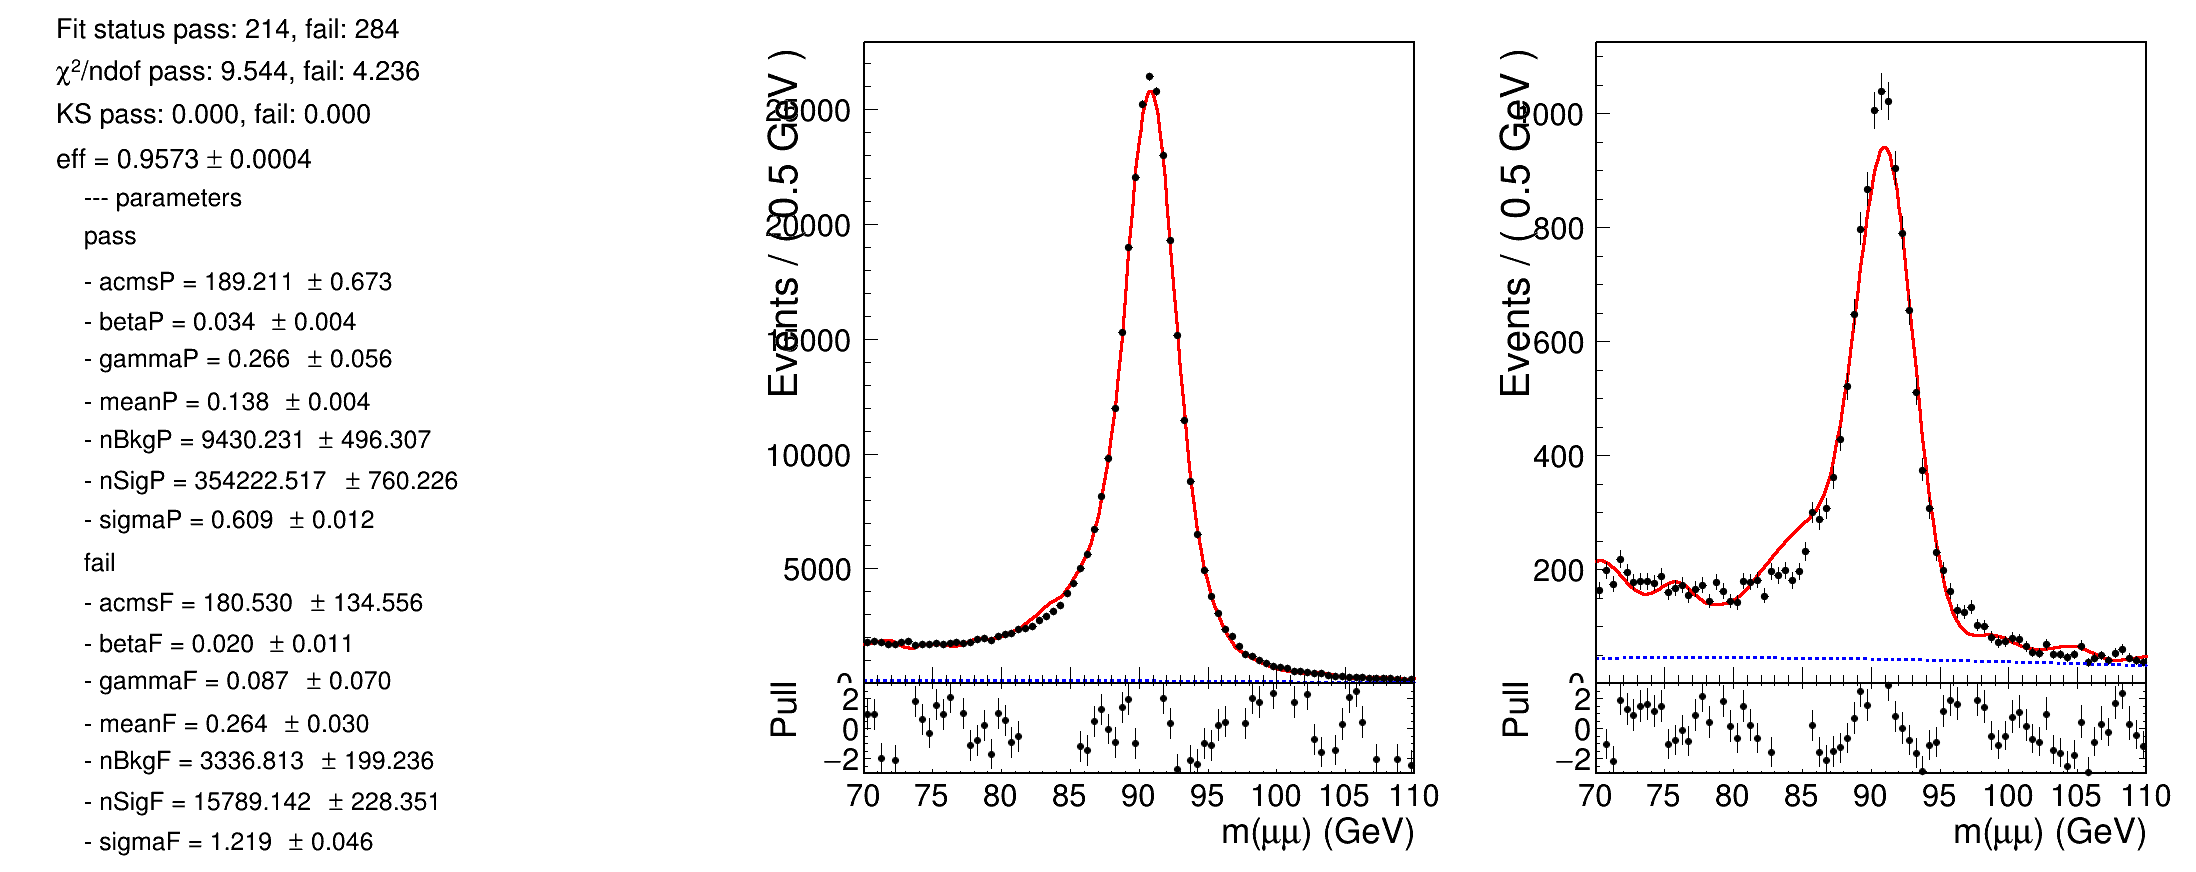 Fit status pass: 214, fail: 284
χ²/ndof pass: 9.544, fail: 4.236
KS pass: 0.000, fail: 0.000
eff = 0.9573 ± 0.0004
--- parameters
pass
- acmsP = 189.211 ± 0.673
- betaP = 0.034 ± 0.004
- gammaP = 0.266 ± 0.056
- meanP = 0.138 ± 0.004
- nBkgP = 9430.231 ± 496.307
- nSigP = 354222.517 ± 760.226
- sigmaP = 0.609 ± 0.012
fail
- acmsF = 180.530 ± 134.556
- betaF = 0.020 ± 0.011
- gammaF = 0.087 ± 0.070
- meanF = 0.264 ± 0.030
- nBkgF = 3336.813 ± 199.236
- nSigF = 15789.142 ± 228.351
- sigmaF = 1.219 ± 0.046
Events / ( 0.5 GeV )
25000
20000
15000
10000
5000
0
Pull
2
0
−2
70 75 80 85 90 95 100 105 110
m(μμ) (GeV)
Events / ( 0.5 GeV )
1000
800
600
400
200
0
Pull
2
0
−2
70 75 80 85 90 95 100 105 110
m(μμ) (GeV)